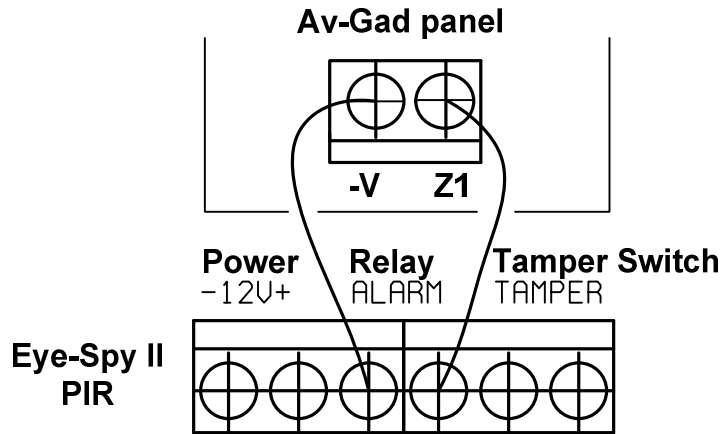 Av-Gad panel
-V Z1
Power Relay Tamper Switch
-12V+ ALARM TAMPER
Eye-Spy II
PIR